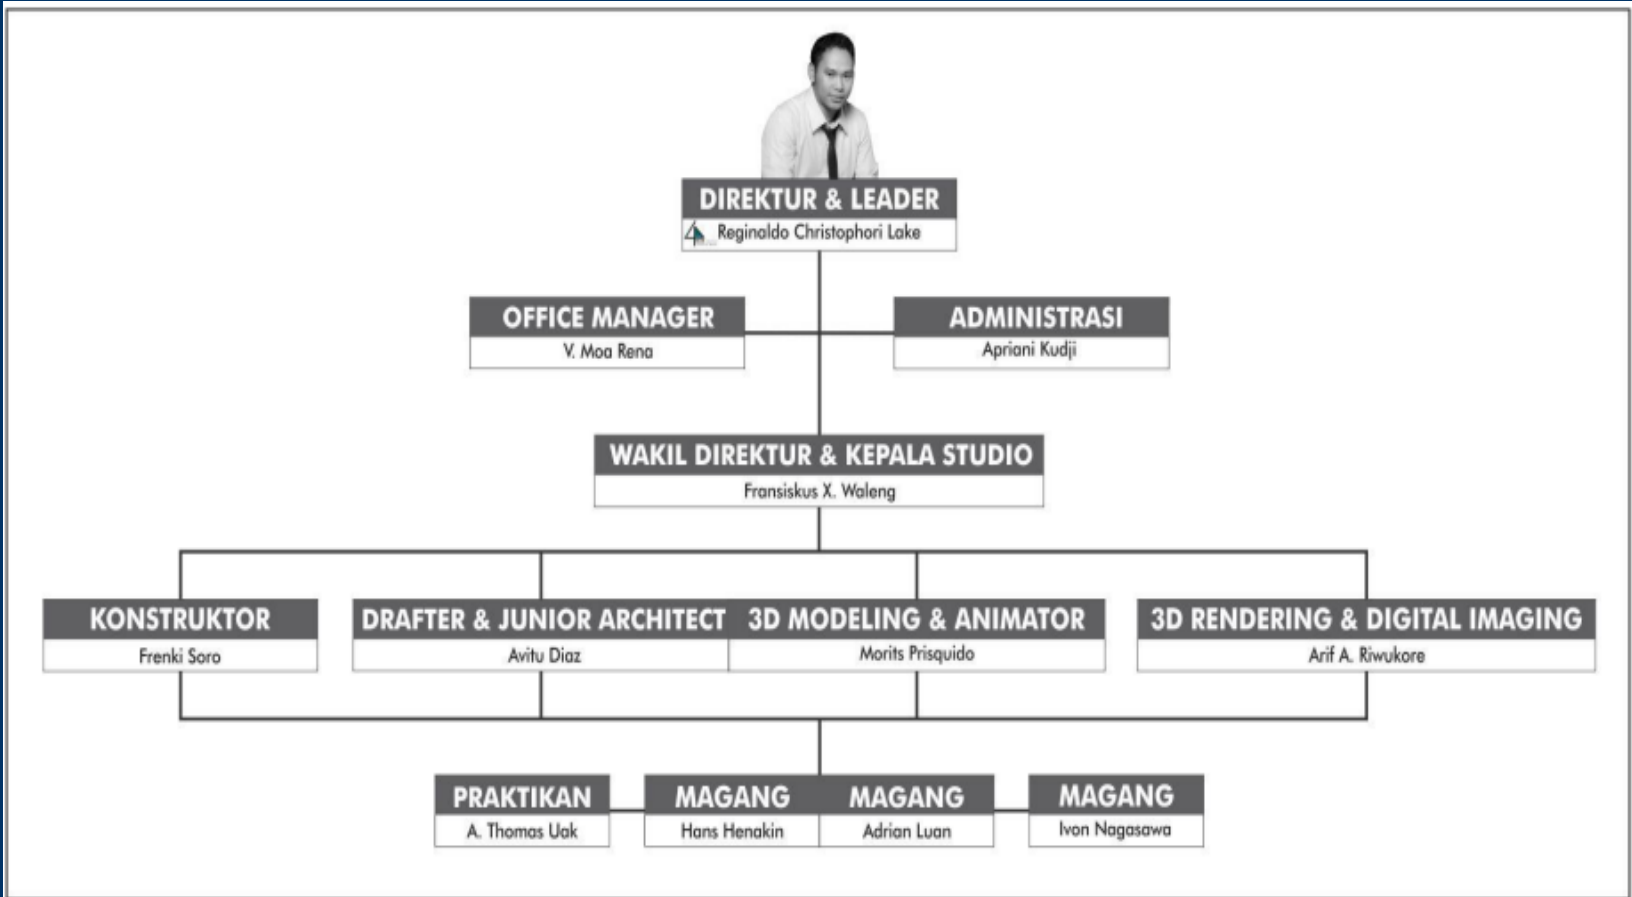 DIREKTUR & LEADER
Reginaldo Christophori Lake
OFFICE MANAGER
V. Moa Rena
ADMINISTRASI
Apriani Kudji
WAKIL DIREKTUR & KEPALA STUDIO
Fransiskus X. Waleng
KONSTRUKTOR
Frenki Soro
DRAFTER & JUNIOR ARCHITECT
Avitu Diaz
3D MODELING & ANIMATOR
Morits Prisquido
3D RENDERING & DIGITAL IMAGING
Arif A. Riwukore
PRAKTIKAN
A. Thomas Uak
MAGANG
Hans Henakin
MAGANG
Adrian Luan
MAGANG
Ivon Nagasawa